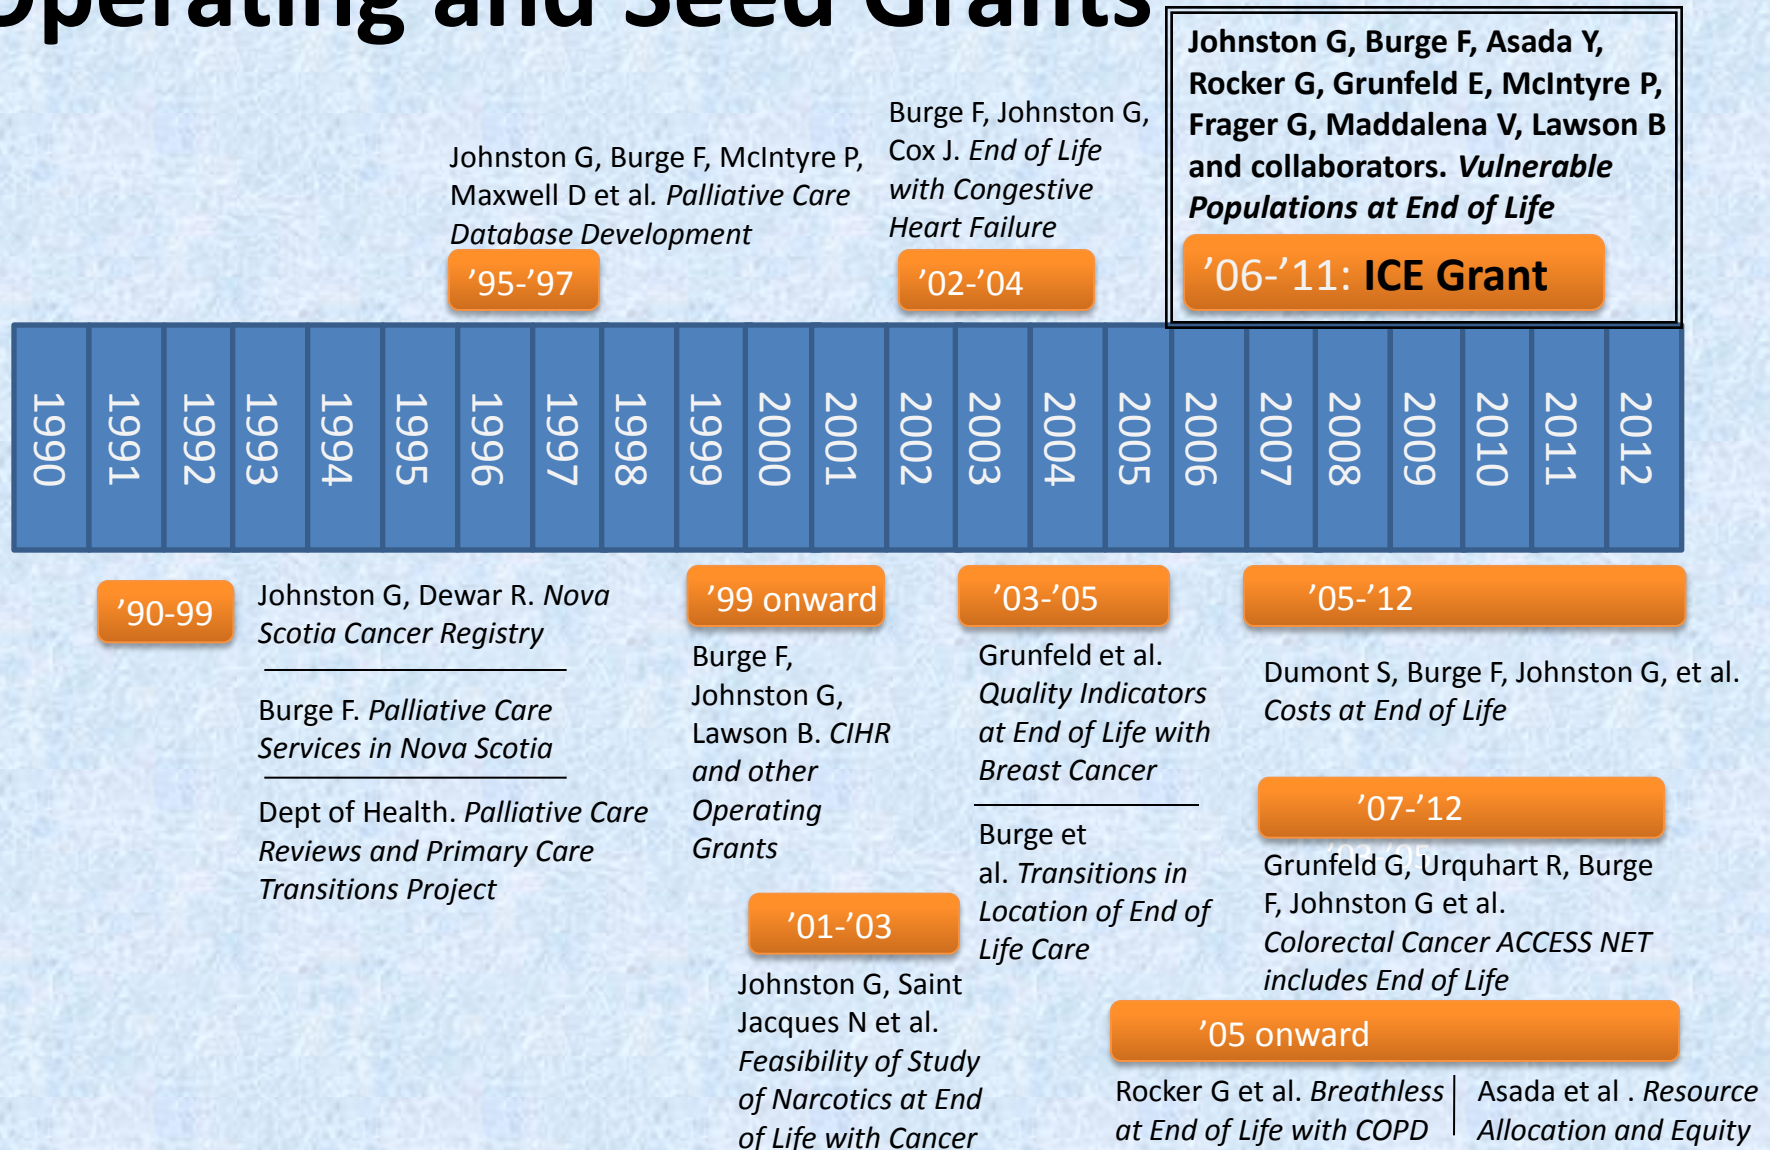 Operating and Seed Grants
Johnston G, Burge F, McIntyre P,
Maxwell D et al. Palliative Care
Database Development
’95-’97
Burge F, Johnston G,
Cox J. End of Life
with Congestive
Heart Failure
’02-’04
Johnston G, Burge F, Asada Y,
Rocker G, Grunfeld E, McIntyre P,
Frager G, Maddalena V, Lawson B
and collaborators. Vulnerable
Populations at End of Life
’06-’11: ICE Grant
1990
1991
1992
1993
1994
1995
1996
1997
1998
1999
2000
2001
2002
2003
2004
2005
2006
2007
2008
2009
2010
2011
2012
’90-99
Johnston G, Dewar R. Nova
Scotia Cancer Registry
Burge F. Palliative Care
Services in Nova Scotia
Dept of Health. Palliative Care
Reviews and Primary Care
Transitions Project
’99 onward
Burge F,
Johnston G,
Lawson B. CIHR
and other
Operating
Grants
’01-’03
Johnston G, Saint
Jacques N et al.
Feasibility of Study
of Narcotics at End
of Life with Cancer
’03-’05
Grunfeld et al.
Quality Indicators
at End of Life with
Breast Cancer
Burge et
al. Transitions in
Location of End of
Life Care
’05-’12
Dumont S, Burge F, Johnston G, et al.
Costs at End of Life
’07-’12
Grunfeld G, Urquhart R, Burge
F, Johnston G et al.
Colorectal Cancer ACCESS NET
includes End of Life
’05 onward
Rocker G et al. Breathless
at End of Life with COPD
Asada et al . Resource
Allocation and Equity